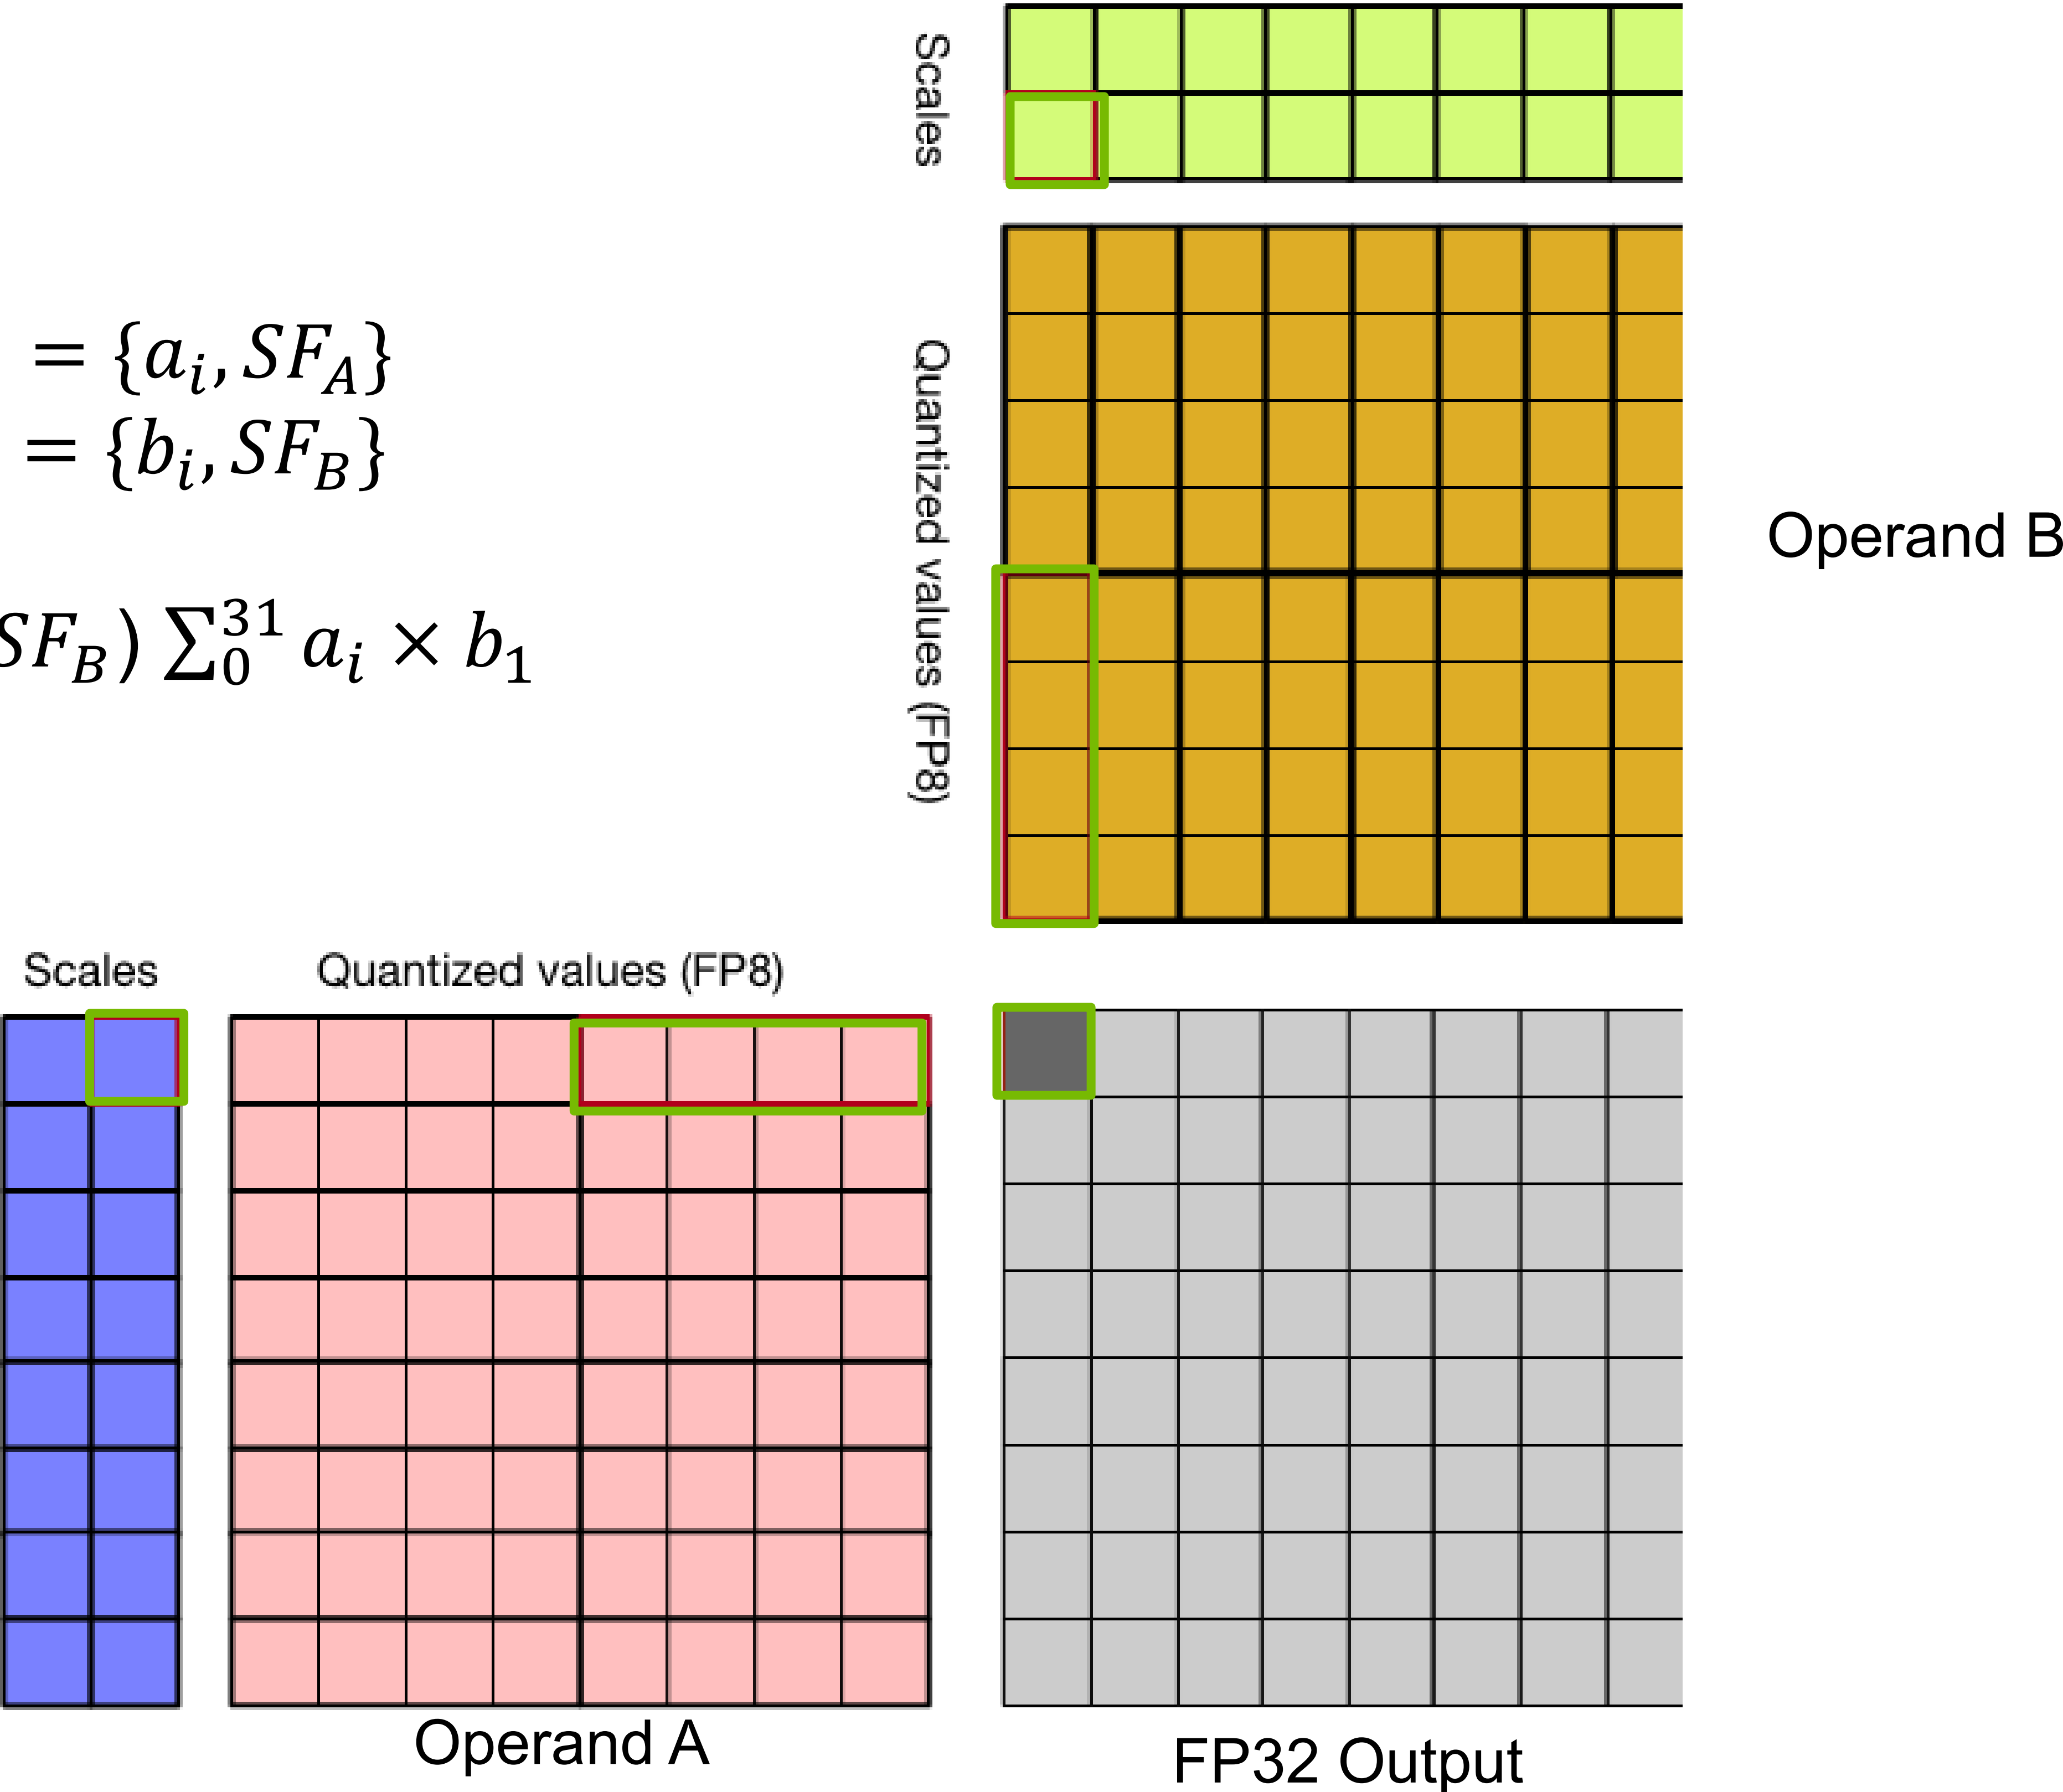 Scales
= {a_i, SF_A}
= {b_i, SF_B}
SF_B) ∑_0^31 a_i × b_1
Quantized values (FP8)
Operand B
Scales
Quantized values (FP8)
Operand A
FP32 Output